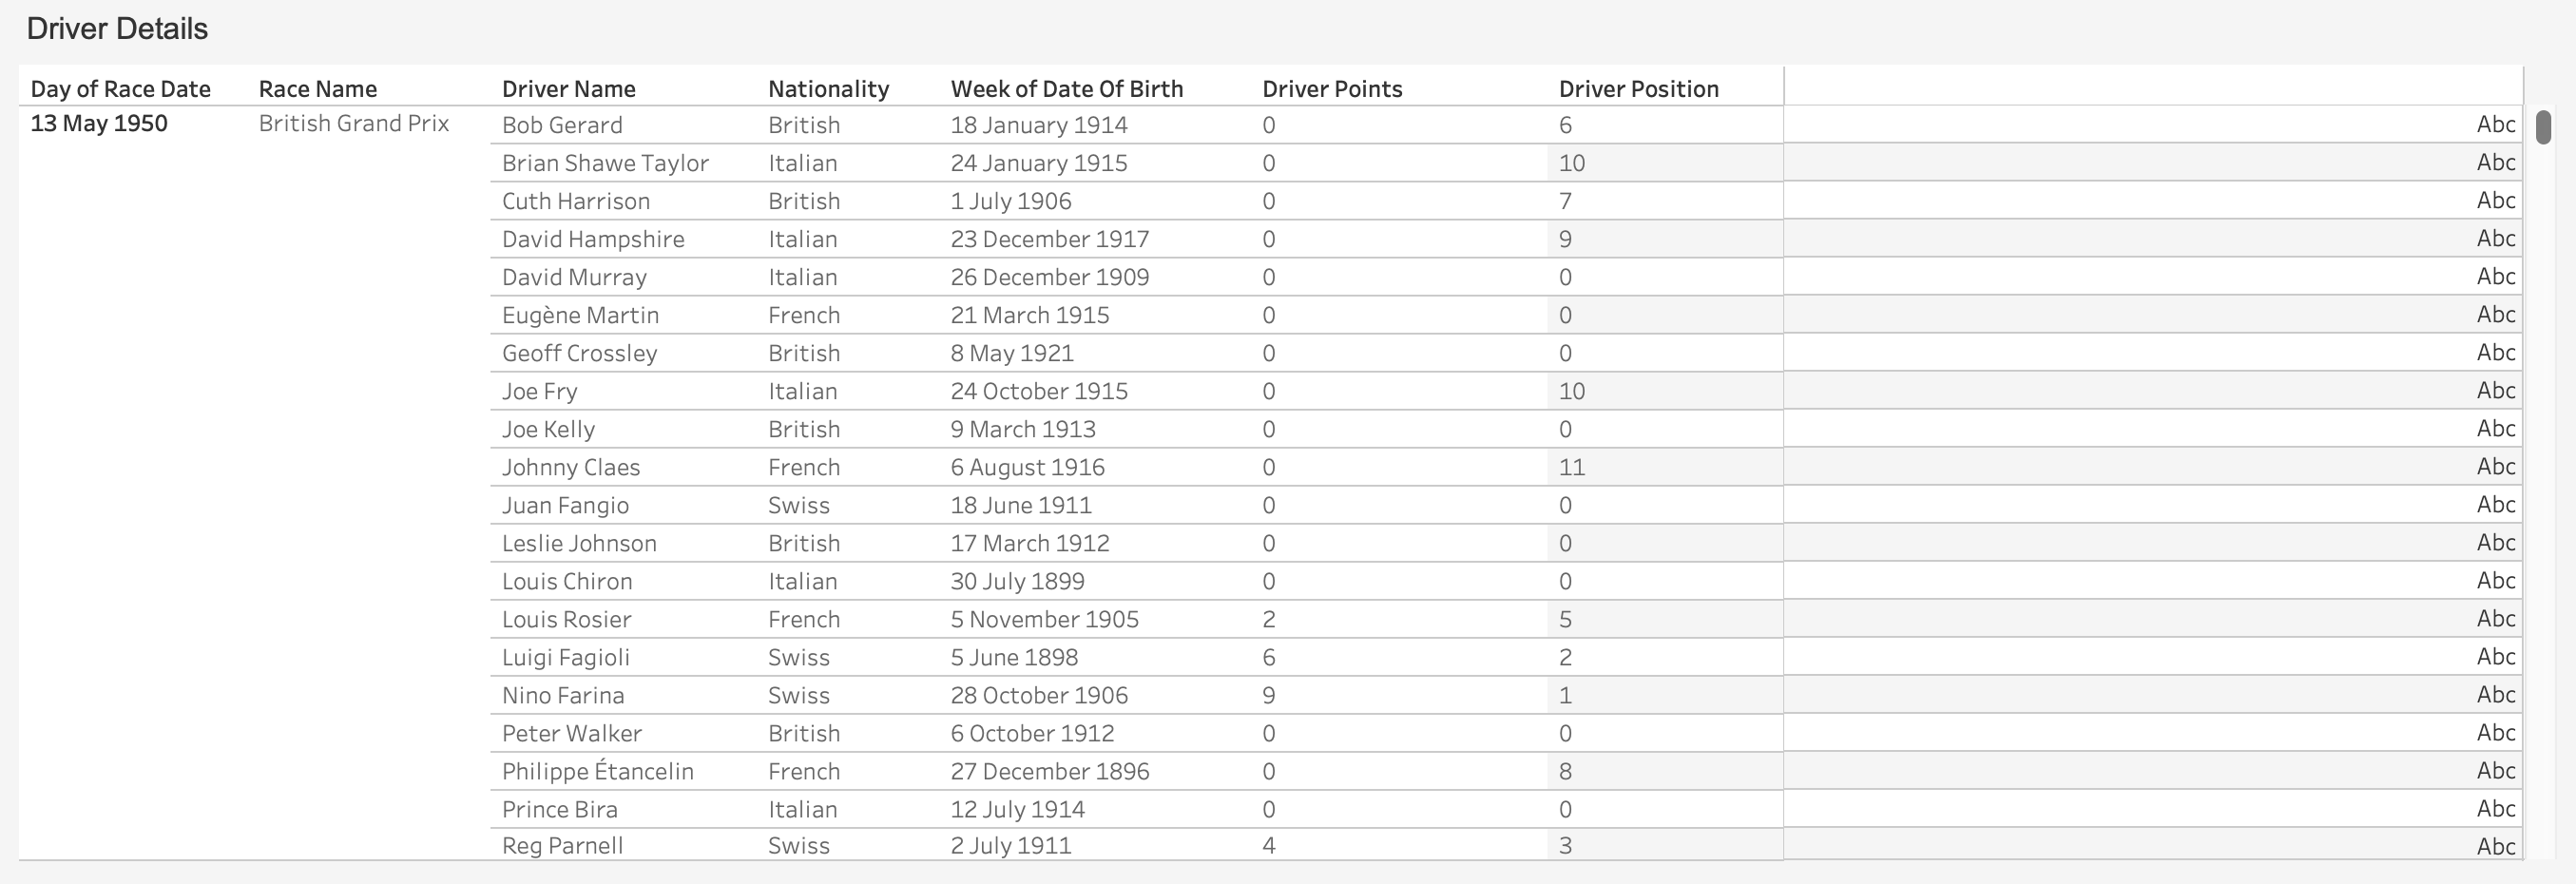 Driver Details
Day of Race Date Race Name Driver Name Nationality Week of Date Of Birth Driver Points Driver Position
13 May 1950 British Grand Prix Bob Gerard British 18 January 1914 0 6 Abc
Brian Shawe Taylor Italian 24 January 1915 0 10 Abc
Cuth Harrison British 1 July 1906 0 7 Abc
David Hampshire Italian 23 December 1917 0 9 Abc
David Murray Italian 26 December 1909 0 0 Abc
Eugène Martin French 21 March 1915 0 0 Abc
Geoff Crossley British 8 May 1921 0 0 Abc
Joe Fry Italian 24 October 1915 0 10 Abc
Joe Kelly British 9 March 1913 0 0 Abc
Johnny Claes French 6 August 1916 0 11 Abc
Juan Fangio Swiss 18 June 1911 0 0 Abc
Leslie Johnson British 17 March 1912 0 0 Abc
Louis Chiron Italian 30 July 1899 0 0 Abc
Louis Rosier French 5 November 1905 2 5 Abc
Luigi Fagioli Swiss 5 June 1898 6 2 Abc
Nino Farina Swiss 28 October 1906 9 1 Abc
Peter Walker British 6 October 1912 0 0 Abc
Philippe Étancelin French 27 December 1896 0 8 Abc
Prince Bira Italian 12 July 1914 0 0 Abc
Reg Parnell Swiss 2 July 1911 4 3 Abc